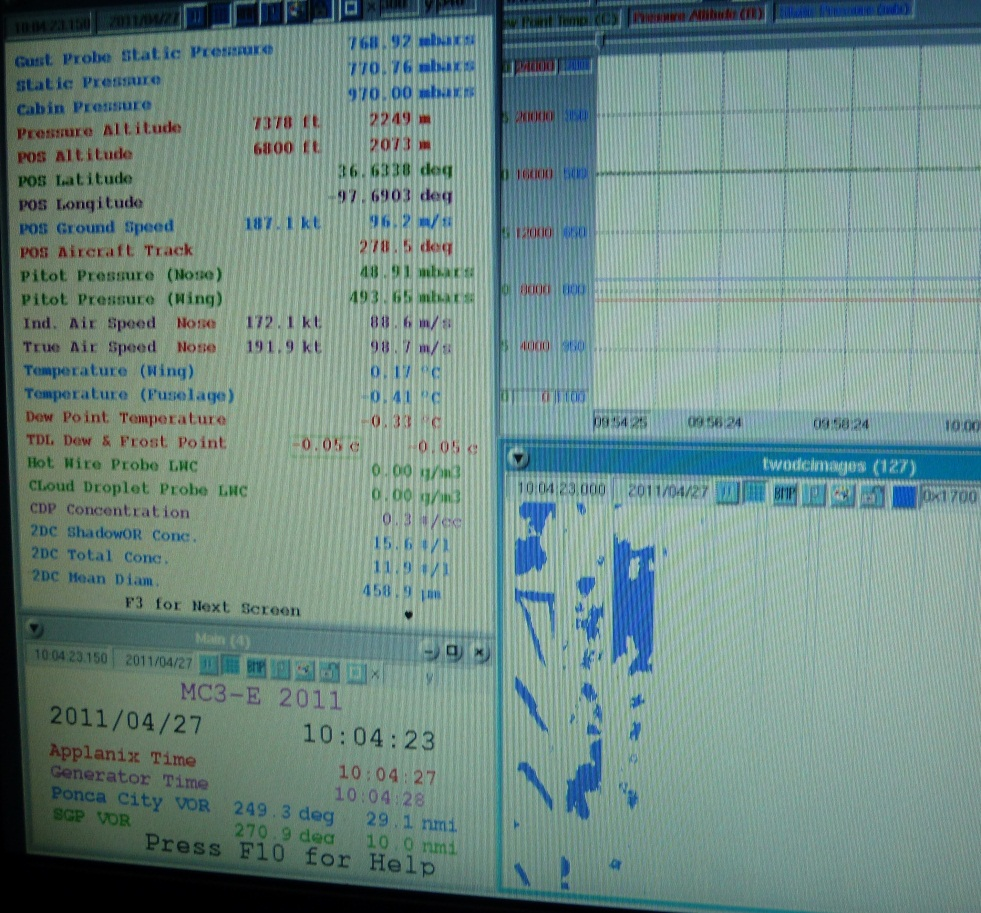 10:04:23.150 2011/04/27
Gust Probe Static Pressure 768.92 mbars
Static Pressure 770.76 mbars
Cabin Pressure 970.00 mbars
Pressure Altitude 7378 ft 2249 m
POS Altitude 6800 ft 2073 m
POS Latitude 36.6338 deg
POS Longitude -97.6903 deg
POS Ground Speed 187.1 kt 96.2 m/s
POS Aircraft Track 278.5 deg
Pitot Pressure (Nose) 48.91 mbars
Pitot Pressure (Wing) 493.65 mbars
Ind. Air Speed Nose 172.1 kt 88.6 m/s
True Air Speed Nose 191.9 kt 98.7 m/s
Temperature (Wing) 0.17 °C
Temperature (Fuselage) -0.41 °C
Dew Point Temperature -0.33 °C
TDL Dew & Frost Point -0.05 c -0.05 c
Hot Wire Probe LWC 0.00 g/m3
CLoud Droplet Probe LWC 0.00 g/m3
CDP Concentration 0.3 #/cc
2DC ShadowOR Conc. 15.6 #/l
2DC Total Conc. 11.9 #/l
2DC Mean Diam. 458.9 µm
F3 for Next Screen
Main (4)
10:04:23.150 2011/04/27 BMP P x
y
MC3-E 2011
2011/04/27 10:04:23
Applanix Time 10:04:27
Generator Time 10:04:28
Ponca City VOR 249.3 deg 29.1 nmi
SGP VOR 270.9 deg 10.0 nmi
Press F10 for Help
ew Point Temp. (C) Pressure Altitude (ft) Static Pressure (mb)
0 24000
5 20000 350
0 16000 500
5 12000 650
0 8000 800
5 4000 950
0 0 1100
09:54:25 09:56:24 09:58:24 10:00
twodcimages (127)
10:04:23.000 2011/04/27 BMP P 0x1700